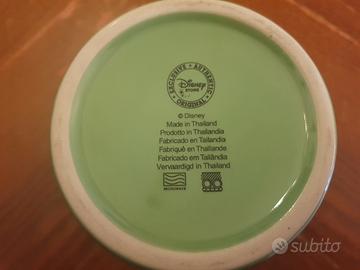 EXCLUSIVE • AUTHENTIC
Disney
STORE
ORIGINAL
© Disney
Made in Thailand
Prodotto in Thailandia
Fabricado en Tailandia
Fabriqué en Thaïlande
Fabricado em Tailândia
Vervaardigd in Thailand
MICROWAVE
subito